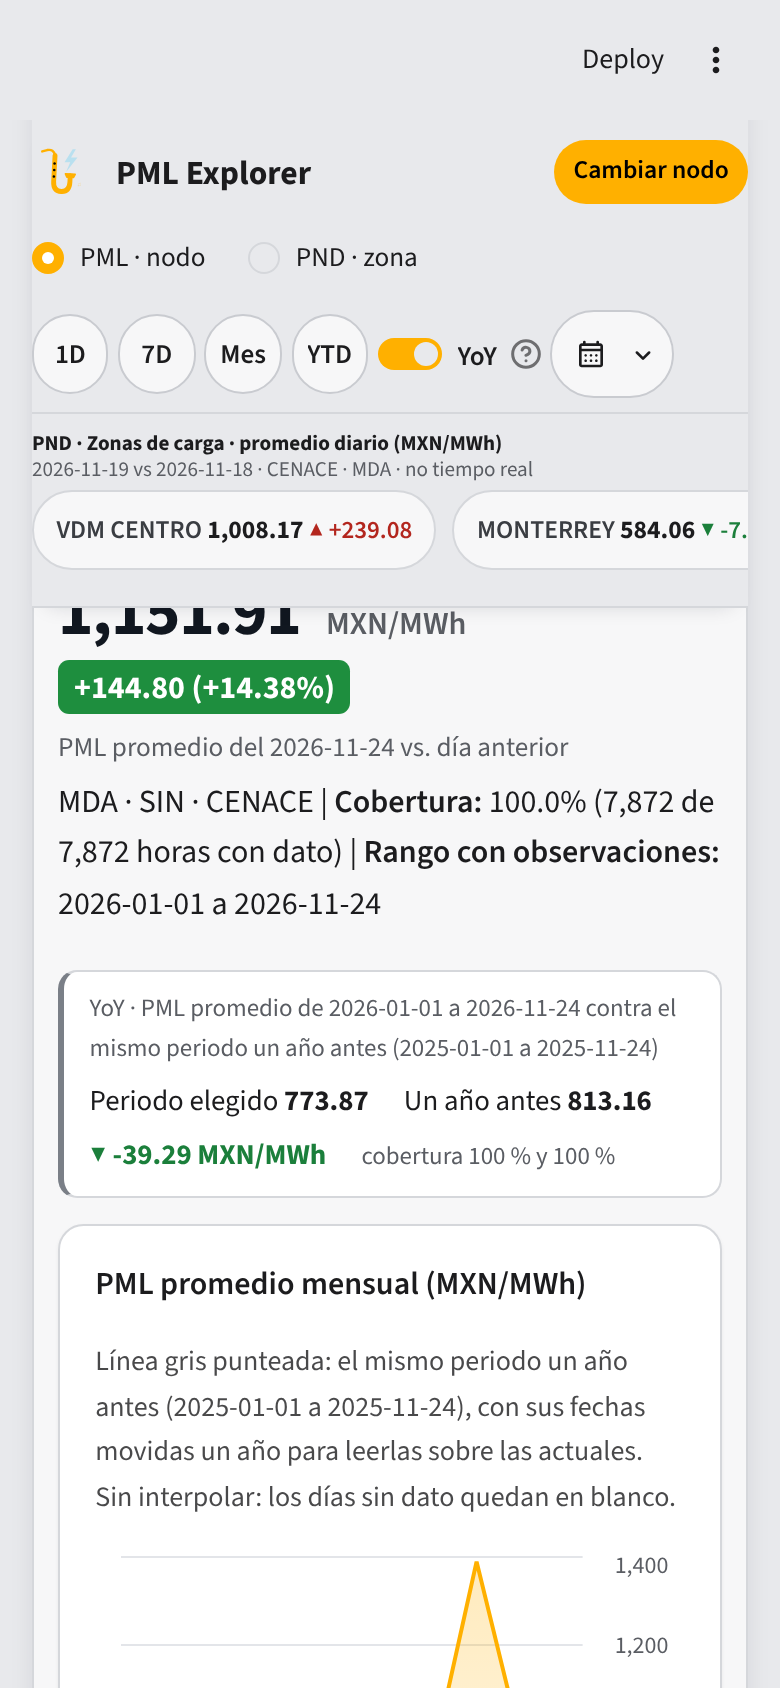 Deploy
PML Explorer
Cambiar nodo
PML · nodo
PND · zona
1D
7D
Mes
YTD
YoY
?
PND · Zonas de carga · promedio diario (MXN/MWh)
2026-11-19 vs 2026-11-18 · CENACE · MDA · no tiempo real
VDM CENTRO 1,008.17 ▲ +239.08
MONTERREY 584.06 ▼ -7.
1,151.91 MXN/MWh
+144.80 (+14.38%)
PML promedio del 2026-11-24 vs. día anterior
MDA · SIN · CENACE | Cobertura: 100.0% (7,872 de
7,872 horas con dato) | Rango con observaciones:
2026-01-01 a 2026-11-24
YoY · PML promedio de 2026-01-01 a 2026-11-24 contra el
mismo periodo un año antes (2025-01-01 a 2025-11-24)
Periodo elegido 773.87 Un año antes 813.16
▼ -39.29 MXN/MWh cobertura 100 % y 100 %
PML promedio mensual (MXN/MWh)
Línea gris punteada: el mismo periodo un año
antes (2025-01-01 a 2025-11-24), con sus fechas
movidas un año para leerlas sobre las actuales.
Sin interpolar: los días sin dato quedan en blanco.
1,400
1,200